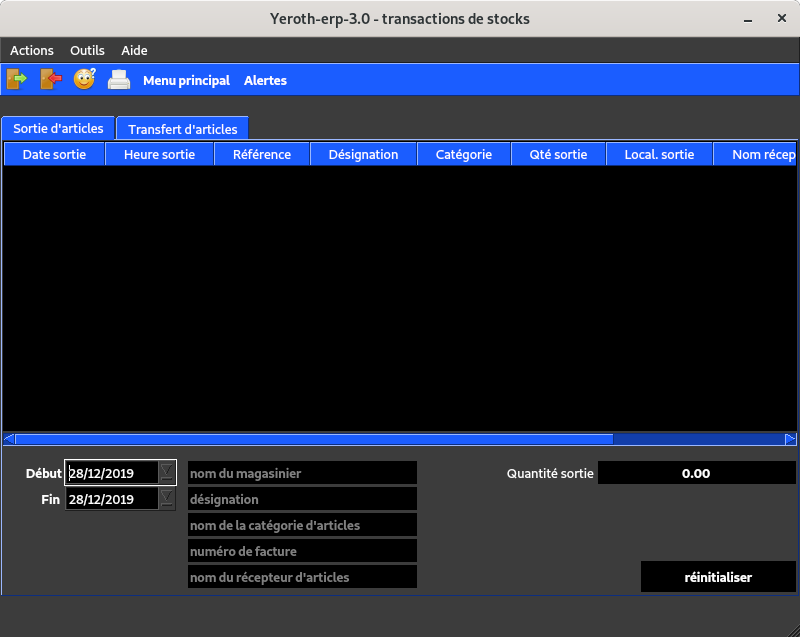 Yeroth-erp-3.0 - transactions de stocks
Actions Outils Aide
Menu principal Alertes
Sortie d'articles Transfert d'articles
Date sortie Heure sortie Référence Désignation Catégorie Qté sortie Local. sortie Nom récep
Début 28/12/2019 nom du magasinier Quantité sortie 0.00
Fin 28/12/2019 désignation
nom de la catégorie d'articles
numéro de facture
nom du récepteur d'articles réinitialiser